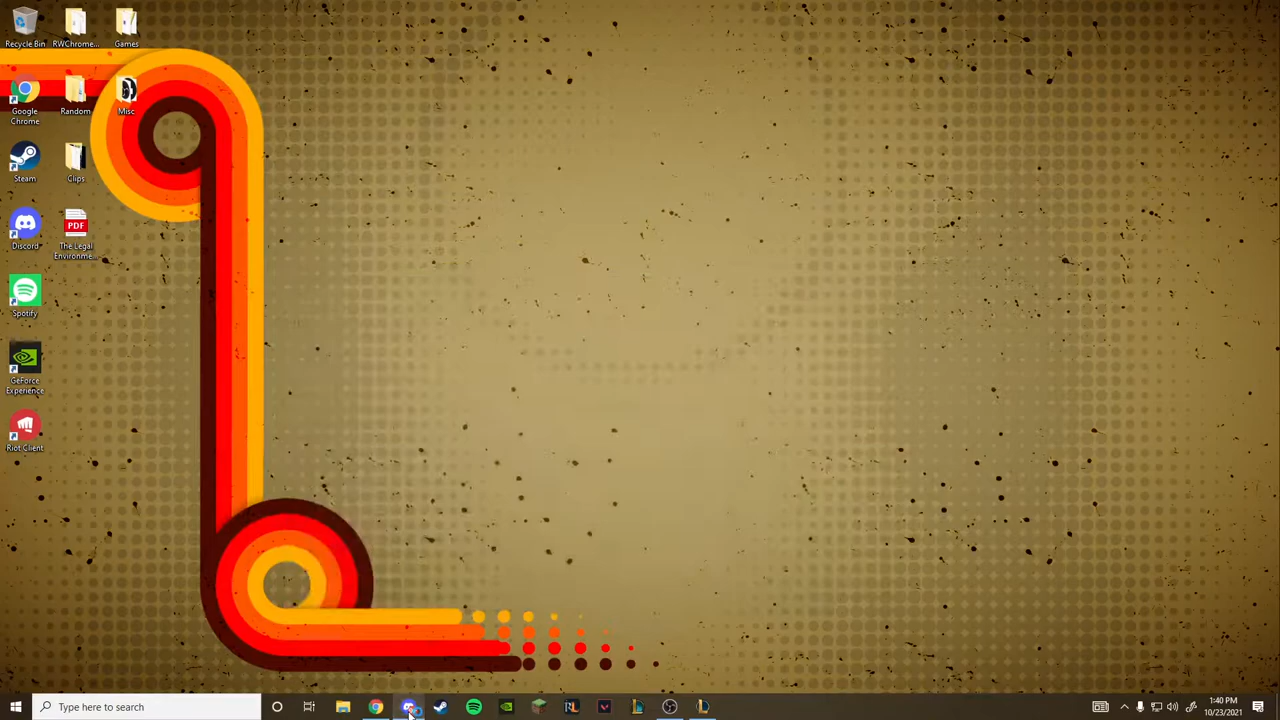 Recycle Bin
RWChrome...
Games
Google
Chrome
Random
Misc
Steam
Clips
Discord
PDF
The Legal
Environme...
Spotify
GeForce
Experience
Riot Client
Type here to search
1:40 PM
10/23/2021